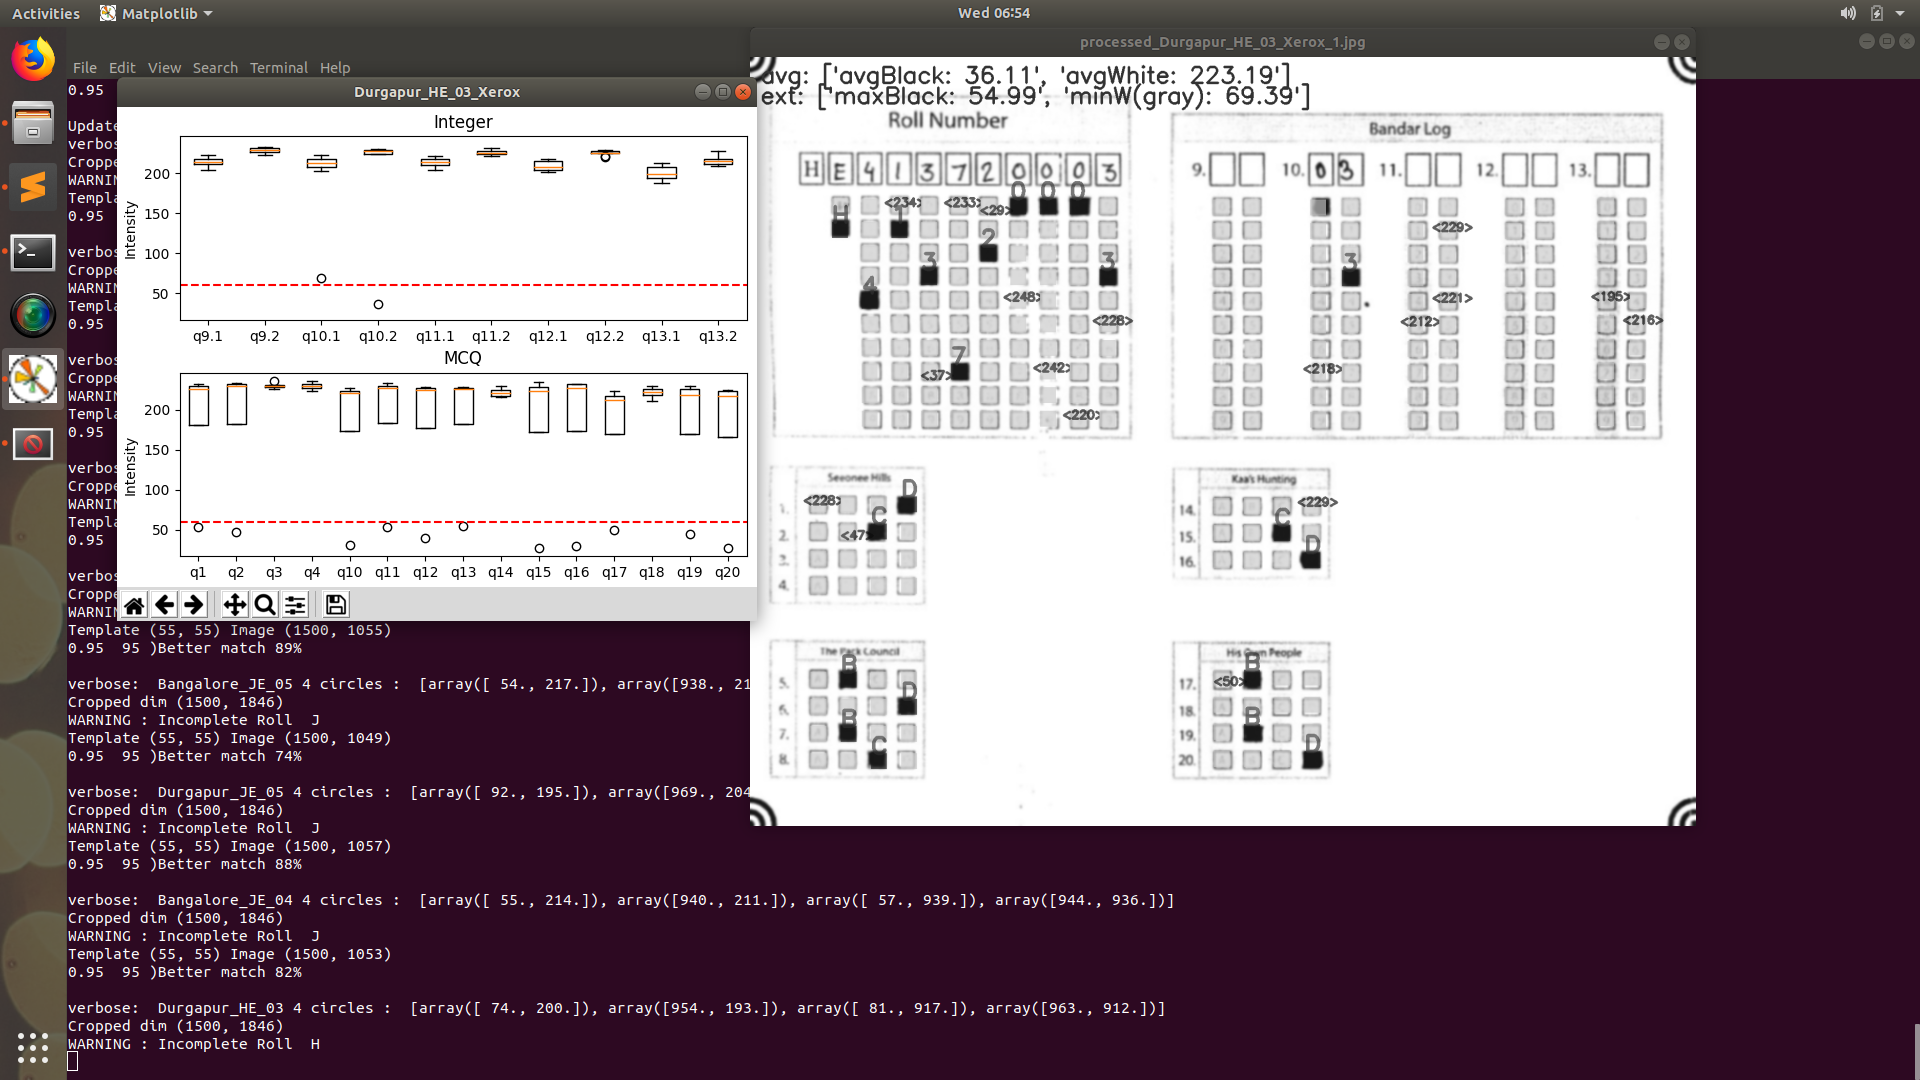 Activities
Matplotlib
Wed 06:54
File Edit View Search Terminal Help
0.95
Update
verbos
Croppe
WARNIN
Templa
0.95
verbos
Croppe
WARNIN
Templa
0.95
verbos
Croppe
WARNIN
Templa
0.95
verbos
Croppe
WARNIN
Templa
0.95
verbos
Croppe
WARNIN
Template (55, 55) Image (1500, 1055)
0.95  95 )Better match 89%
verbose:  Bangalore_JE_05 4 circles :  [array([ 54., 217.]), array([938., 21
Cropped dim (1500, 1846)
WARNING : Incomplete Roll  J
Template (55, 55) Image (1500, 1049)
0.95  95 )Better match 74%
verbose:  Durgapur_JE_05 4 circles :  [array([ 92., 195.]), array([969., 204
Cropped dim (1500, 1846)
WARNING : Incomplete Roll  J
Template (55, 55) Image (1500, 1057)
0.95  95 )Better match 88%
verbose:  Bangalore_JE_04 4 circles :  [array([ 55., 214.]), array([940., 211.]), array([ 57., 939.]), array([944., 936.])]
Cropped dim (1500, 1846)
WARNING : Incomplete Roll  J
Template (55, 55) Image (1500, 1053)
0.95  95 )Better match 82%
verbose:  Durgapur_HE_03 4 circles :  [array([ 74., 200.]), array([954., 193.]), array([ 81., 917.]), array([963., 912.])]
Cropped dim (1500, 1846)
WARNING : Incomplete Roll  H
Durgapur_HE_03_Xerox
Integer
Intensity
200
150
100
50
q9.1 q9.2 q10.1 q10.2 q11.1 q11.2 q12.1 q12.2 q13.1 q13.2
MCQ
Intensity
200
150
100
50
q1 q2 q3 q4 q10 q11 q12 q13 q14 q15 q16 q17 q18 q19 q20
processed_Durgapur_HE_03_Xerox_1.jpg
avg: ['avgBlack: 36.11', 'avgWhite: 223.19']
ext: ['maxBlack: 54.99', 'minW(gray): 69.39']
Roll Number
H E 4 1 3 7 2 0 0 0 3
0 0 0
<234> <233> <29>
H 1
2
3 3
4
<248>
<228>
7
<37> <242>
<220>
Bandar Log
9. 10. 0 3 11. 12. 13.
<229>
3
<221> <195>
<212> <216>
<218>
Seeonee Hills
D
<228>
1.
C
2. <47>
3.
4.
Kaa's Hunting
14. <229>
C
15.
D
16.
The Pack Council
B
5.
D
6.
B
7.
C
8.
His Own People
B
17. <50>
18.
B
19.
D
20.